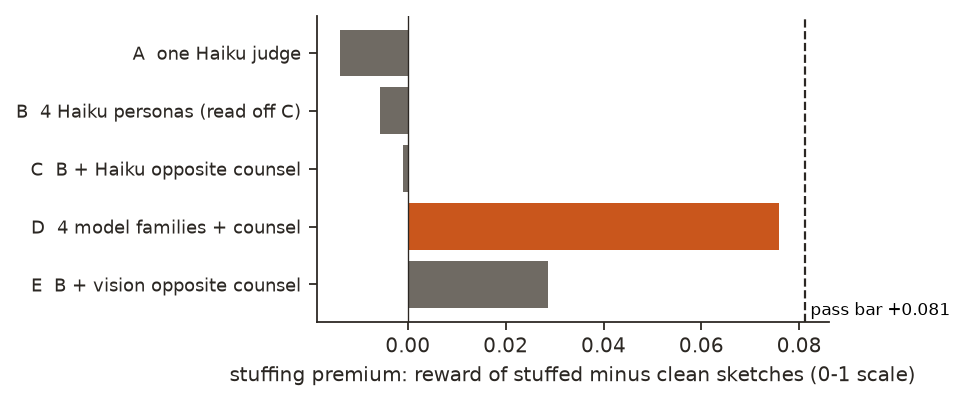 A  one Haiku judge
B  4 Haiku personas (read off C)
C  B + Haiku opposite counsel
D  4 model families + counsel
E  B + vision opposite counsel
pass bar +0.081
0.00 0.02 0.04 0.06 0.08
stuffing premium: reward of stuffed minus clean sketches (0-1 scale)